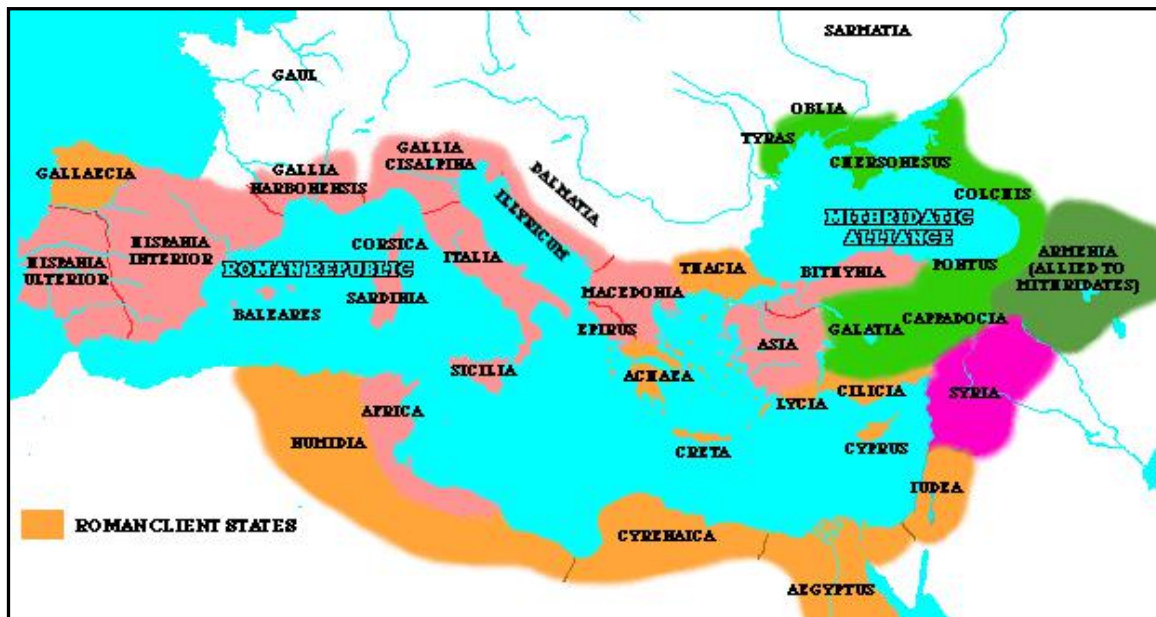 SARMATIA
GAUL
OBLIA
TYRAS
GALLIA
CISALPINA
CHERSONESUS
GALLAECIA
GALLIA
NARBONENSIS
DALMATIA
COLCHIS
ILLYRICUM
MITHRIDATIC
ALLIANCE
HISPANIA
INTERIOR
CORSICA
ITALIA
ARMENIA
(ALLIED TO
MITHRIDATES)
HISPANIA
ULTERIOR
ROMAN REPUBLIC
THACIA
BITHYNIA
PONTUS
SARDINIA
MACEDONIA
BALEARES
EPIRUS
GALATIA
CAPPADOCIA
ASIA
SICILIA
ACHAEA
LYCIA
CILICIA
SYRIA
AFRICA
NUMIDIA
CRETA
CYPRUS
IUDEA
ROMAN CLIENT STATES
CYRENAICA
AEGYPTUS